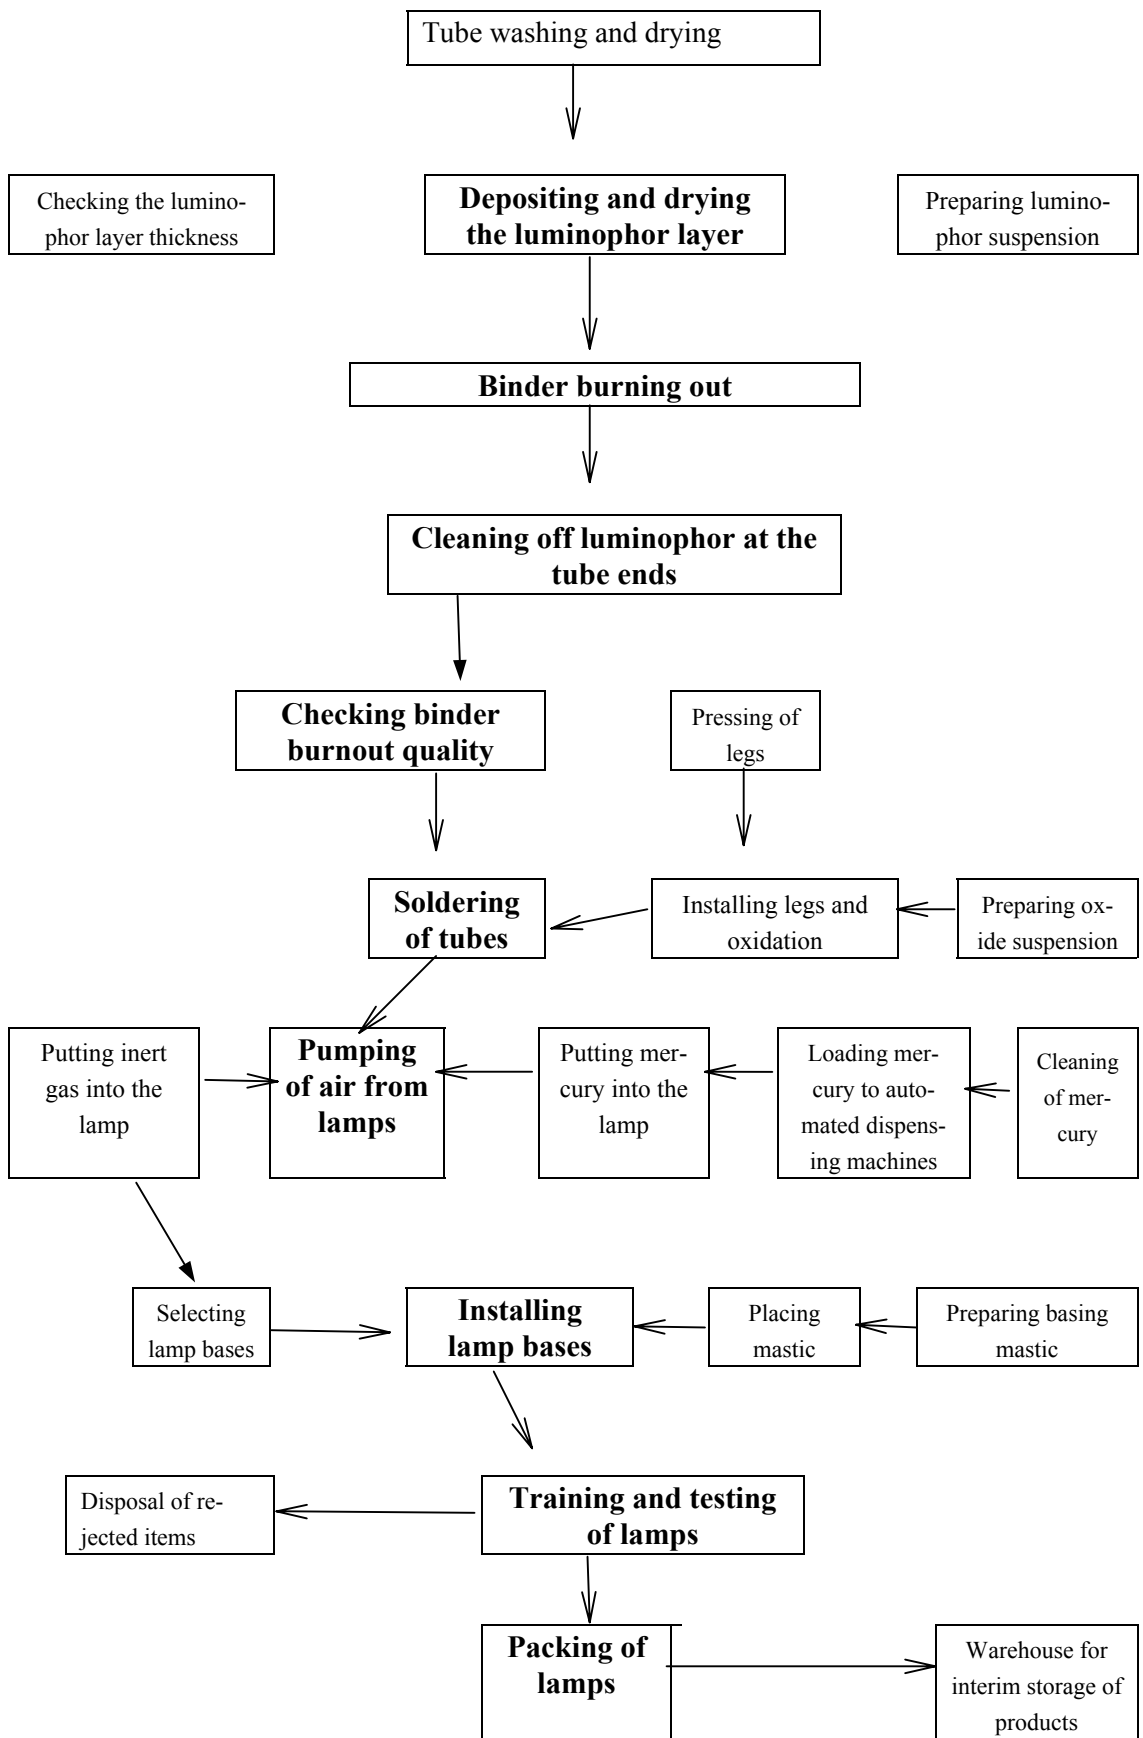 Tube washing and drying
Checking the lumino-
phor layer thickness
Depositing and drying
the luminophor layer
Preparing lumino-
phor suspension
Binder burning out
Cleaning off luminophor at the
tube ends
Checking binder
burnout quality
Pressing of
legs
Soldering
of tubes
Installing legs and
oxidation
Preparing ox-
ide suspension
Putting inert
gas into the
lamp
Pumping
of air from
lamps
Putting mer-
cury into the
lamp
Loading mer-
cury to auto-
mated dispens-
ing machines
Cleaning
of mer-
cury
Selecting
lamp bases
Installing
lamp bases
Placing
mastic
Preparing basing
mastic
Disposal of re-
jected items
Training and testing
of lamps
Packing of
lamps
Warehouse for
interim storage of
products